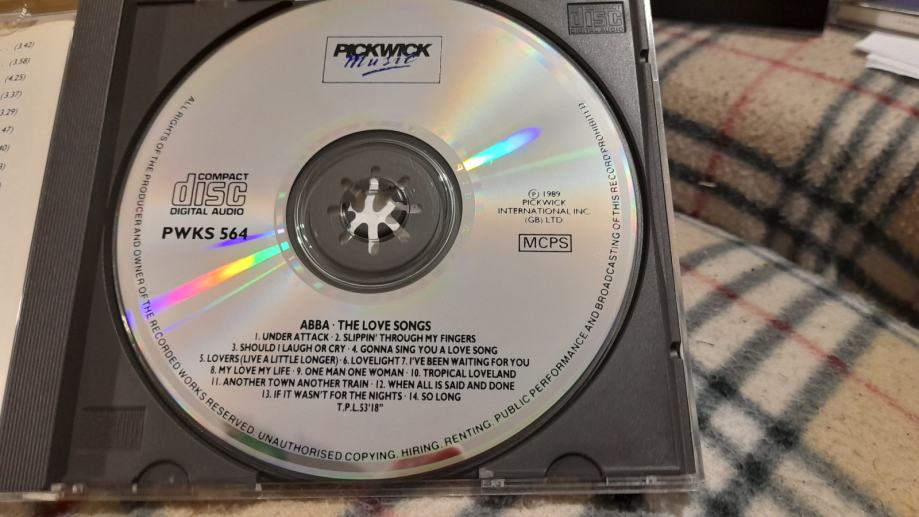 (3.42)
(3.58)
(4.25)
(3.37)
3.29)
PICKWICK
Music
disc
ALL RIGHTS OF THE PRODUCER AND OWNER OF THE RECORDED WORKS RESERVED. UNAUTHORISED COPYING, HIRING, RENTING, PUBLIC PERFORMANCE AND BROADCASTING OF THIS RECORD PROHIBITED
COMPACT
disc
DIGITAL AUDIO
PWKS 564
℗ 1989
PICKWICK
INTERNATIONAL INC.
(GB) LTD
MCPS
ABBA · THE LOVE SONGS
1. UNDER ATTACK · 2. SLIPPIN' THROUGH MY FINGERS
3. SHOULD I LAUGH OR CRY · 4. GONNA SING YOU A LOVE SONG
5. LOVERS (LIVE A LITTLE LONGER) · 6. LOVELIGHT 7. I'VE BEEN WAITING FOR YOU
8. MY LOVE MY LIFE · 9. ONE MAN ONE WOMAN · 10. TROPICAL LOVELAND
11. ANOTHER TOWN ANOTHER TRAIN · 12. WHEN ALL IS SAID AND DONE
13. IF IT WASN'T FOR THE NIGHTS · 14. SO LONG
T.P.L.53'18"